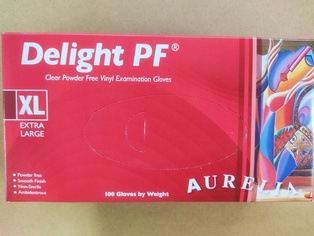 Delight PF®
Clear Powder Free Vinyl Examination Gloves
XL
EXTRA
LARGE
• Powder Free
• Smooth Finish
• Non-Sterile
• Ambidextrous
100 Gloves by Weight
AURELIA